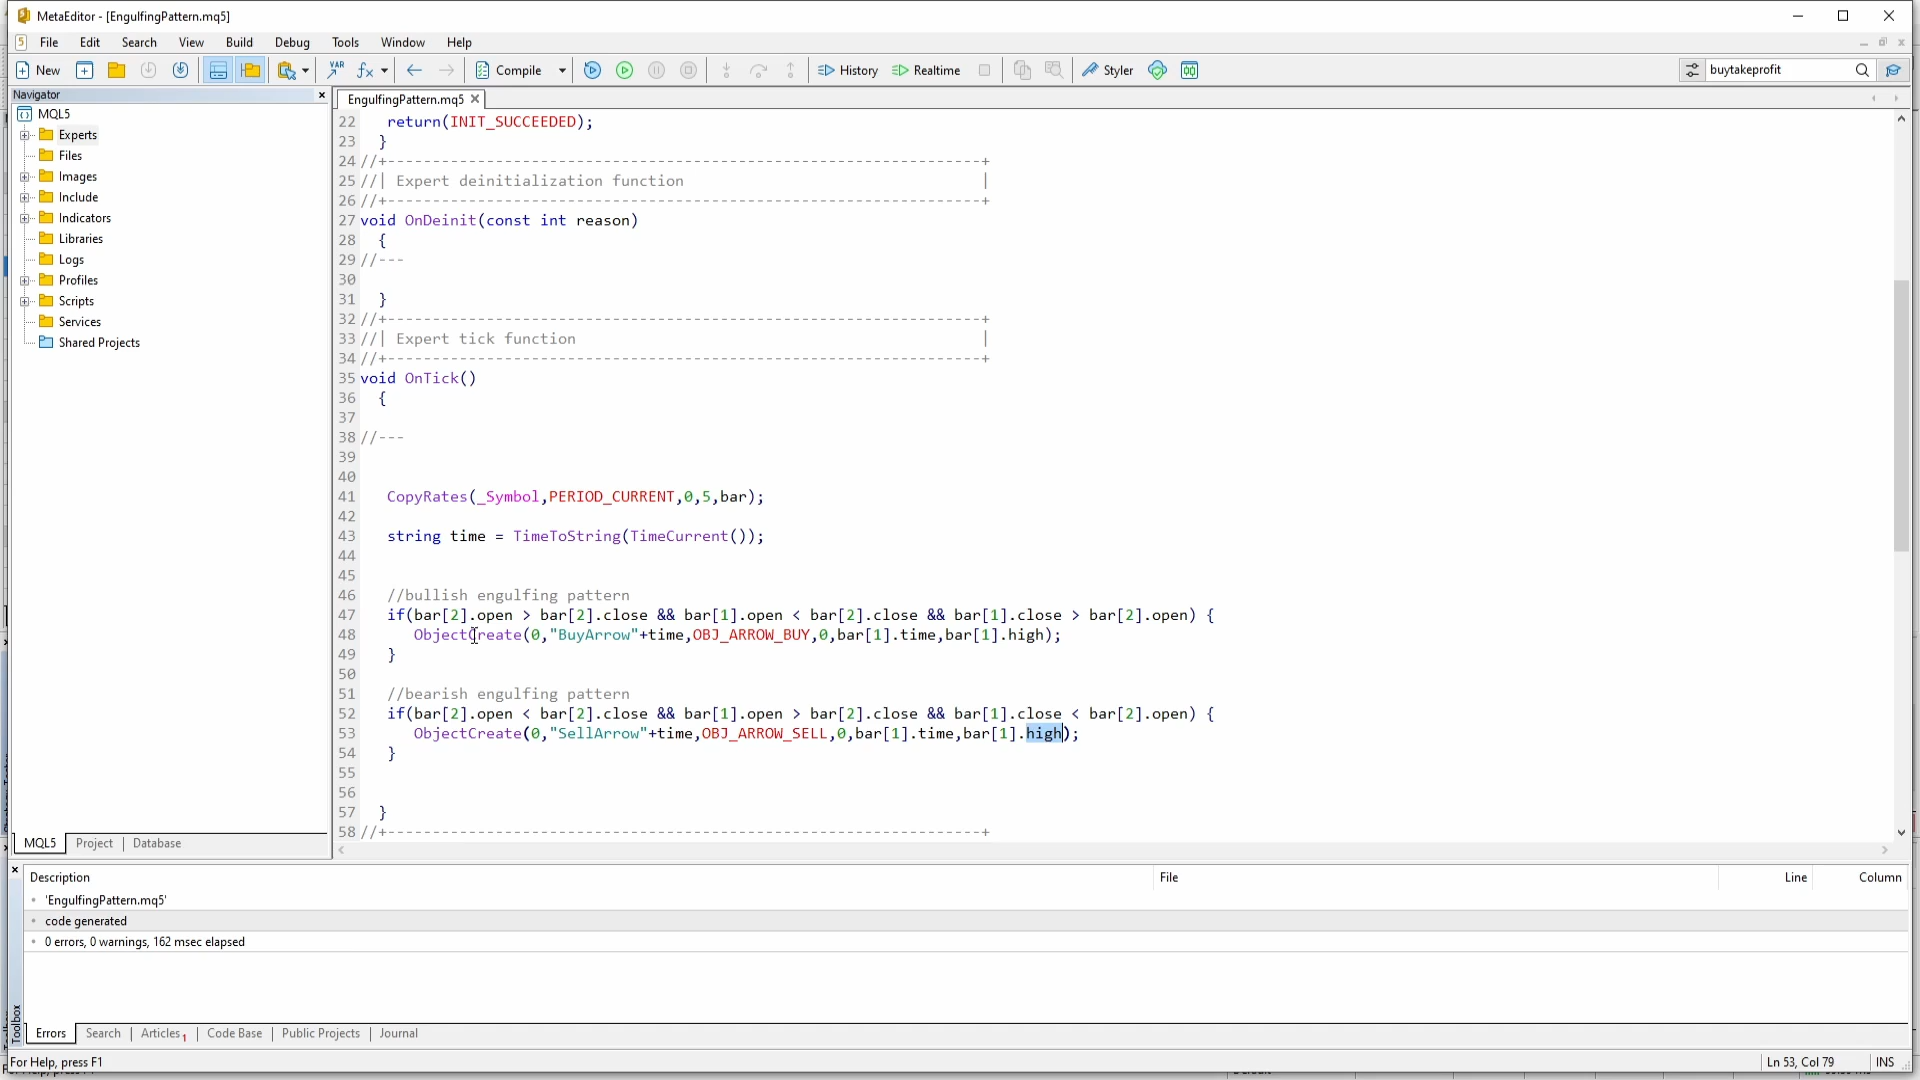 MetaEditor - [EngulfingPattern.mq5]
File Edit Search View Build Debug Tools Window Help
New Compile History Realtime Styler buytakeprofit
Navigator
EngulfingPattern.mq5
MQL5
Experts
Files
Images
Include
Indicators
Libraries
Logs
Profiles
Scripts
Services
Shared Projects
MQL5 Project Database
22 return(INIT_SUCCEEDED);
23 }
24 //+------------------------------------------------------------------+
25 //| Expert deinitialization function |
26 //+------------------------------------------------------------------+
27 void OnDeinit(const int reason)
28 {
29 //---
30
31 }
32 //+------------------------------------------------------------------+
33 //| Expert tick function |
34 //+------------------------------------------------------------------+
35 void OnTick()
36 {
37
38 //---
39
40
41 CopyRates(_Symbol,PERIOD_CURRENT,0,5,bar);
42
43 string time = TimeToString(TimeCurrent());
44
45
46 //bullish engulfing pattern
47 if(bar[2].open > bar[2].close && bar[1].open < bar[2].close && bar[1].close > bar[2].open) {
48 ObjectCreate(0,"BuyArrow"+time,OBJ_ARROW_BUY,0,bar[1].time,bar[1].high);
49 }
50
51 //bearish engulfing pattern
52 if(bar[2].open < bar[2].close && bar[1].open > bar[2].close && bar[1].close < bar[2].open) {
53 ObjectCreate(0,"SellArrow"+time,OBJ_ARROW_SELL,0,bar[1].time,bar[1].high);
54 }
55
56
57 }
58 //+------------------------------------------------------------------+
Description File Line Column
'EngulfingPattern.mq5'
code generated
0 errors, 0 warnings, 162 msec elapsed
Toolbox
Errors Search Articles 1 Code Base Public Projects Journal
For Help, press F1 Ln 53, Col 79 INS